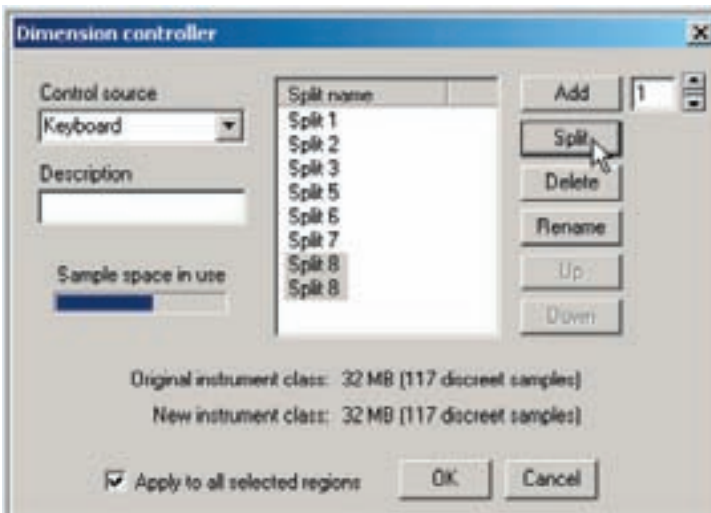 Dimension controller
Control source
Keyboard
Description
Sample space in use
Split name
Split 1
Split 2
Split 3
Split 5
Split 6
Split 7
Split 8
Split 8
Add
1
Split
Delete
Rename
Up
Down
Original instrument class: 32 MB (117 discreet samples)
New instrument class: 32 MB (117 discreet samples)
Apply to all selected regions
OK
Cancel